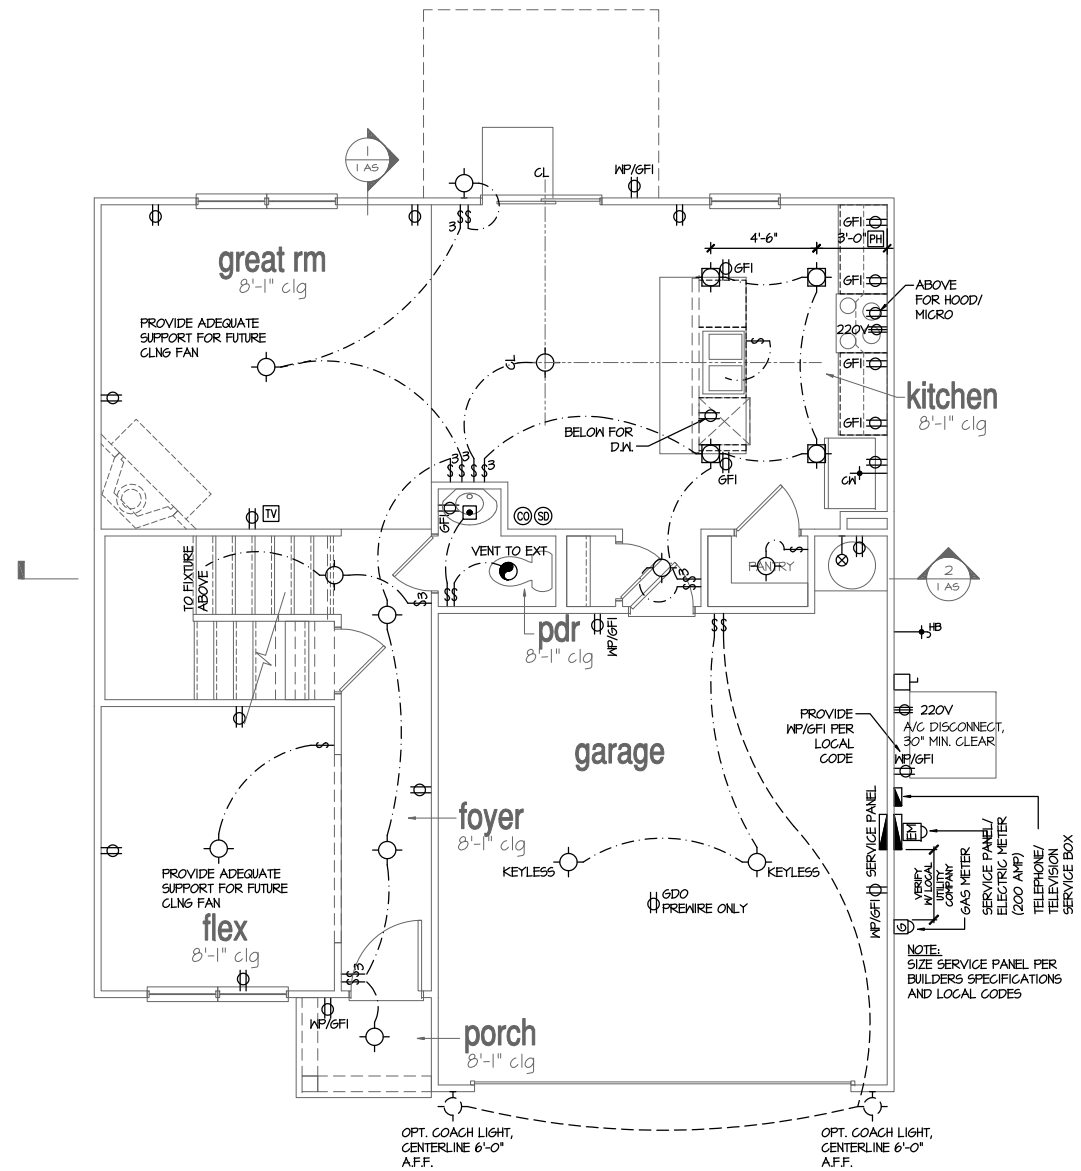 CL
WP/GFI
1
1 AS
3
great rm
8'-1" clg
4'-6"
3'-0"
PH
GFI
GFI
GFI
ABOVE
FOR HOOD/
MICRO
220V
PROVIDE ADEQUATE
SUPPORT FOR FUTURE
CLNG FAN
CL
GFI
kitchen
8'-1" clg
GFI
BELOW FOR
D.W.
3
3
3
GFI
CW
TV
GFI
CO
SD
TO FIXTURE
ABOVE
VENT TO EXT
PANTRY
3
3
2
1 AS
WP/GFI
HB
pdr
8'-1" clg
L
220V
PROVIDE
WP/GFI PER
LOCAL
CODE
A/C DISCONNECT,
30" MIN. CLEAR
WP/GFI
garage
foyer
8'-1" clg
SERVICE PANEL
EM
KEYLESS
KEYLESS
PROVIDE ADEQUATE
SUPPORT FOR FUTURE
CLNG FAN
flex
8'-1" clg
GDO
PREWIRE ONLY
WP/GFI
VERIFY
W/ LOCAL
UTILITY
COMPANY
GAS METER
SERVICE PANEL/
ELECTRIC METER
(200 AMP)
TELEPHONE/
TELEVISION
SERVICE BOX
G
NOTE:
SIZE SERVICE PANEL PER
BUILDERS SPECIFICATIONS
AND LOCAL CODES
3
WP/GFI
porch
8'-1" clg
OPT. COACH LIGHT,
CENTERLINE 6'-0"
A.F.F.
OPT. COACH LIGHT,
CENTERLINE 6'-0"
A.F.F.